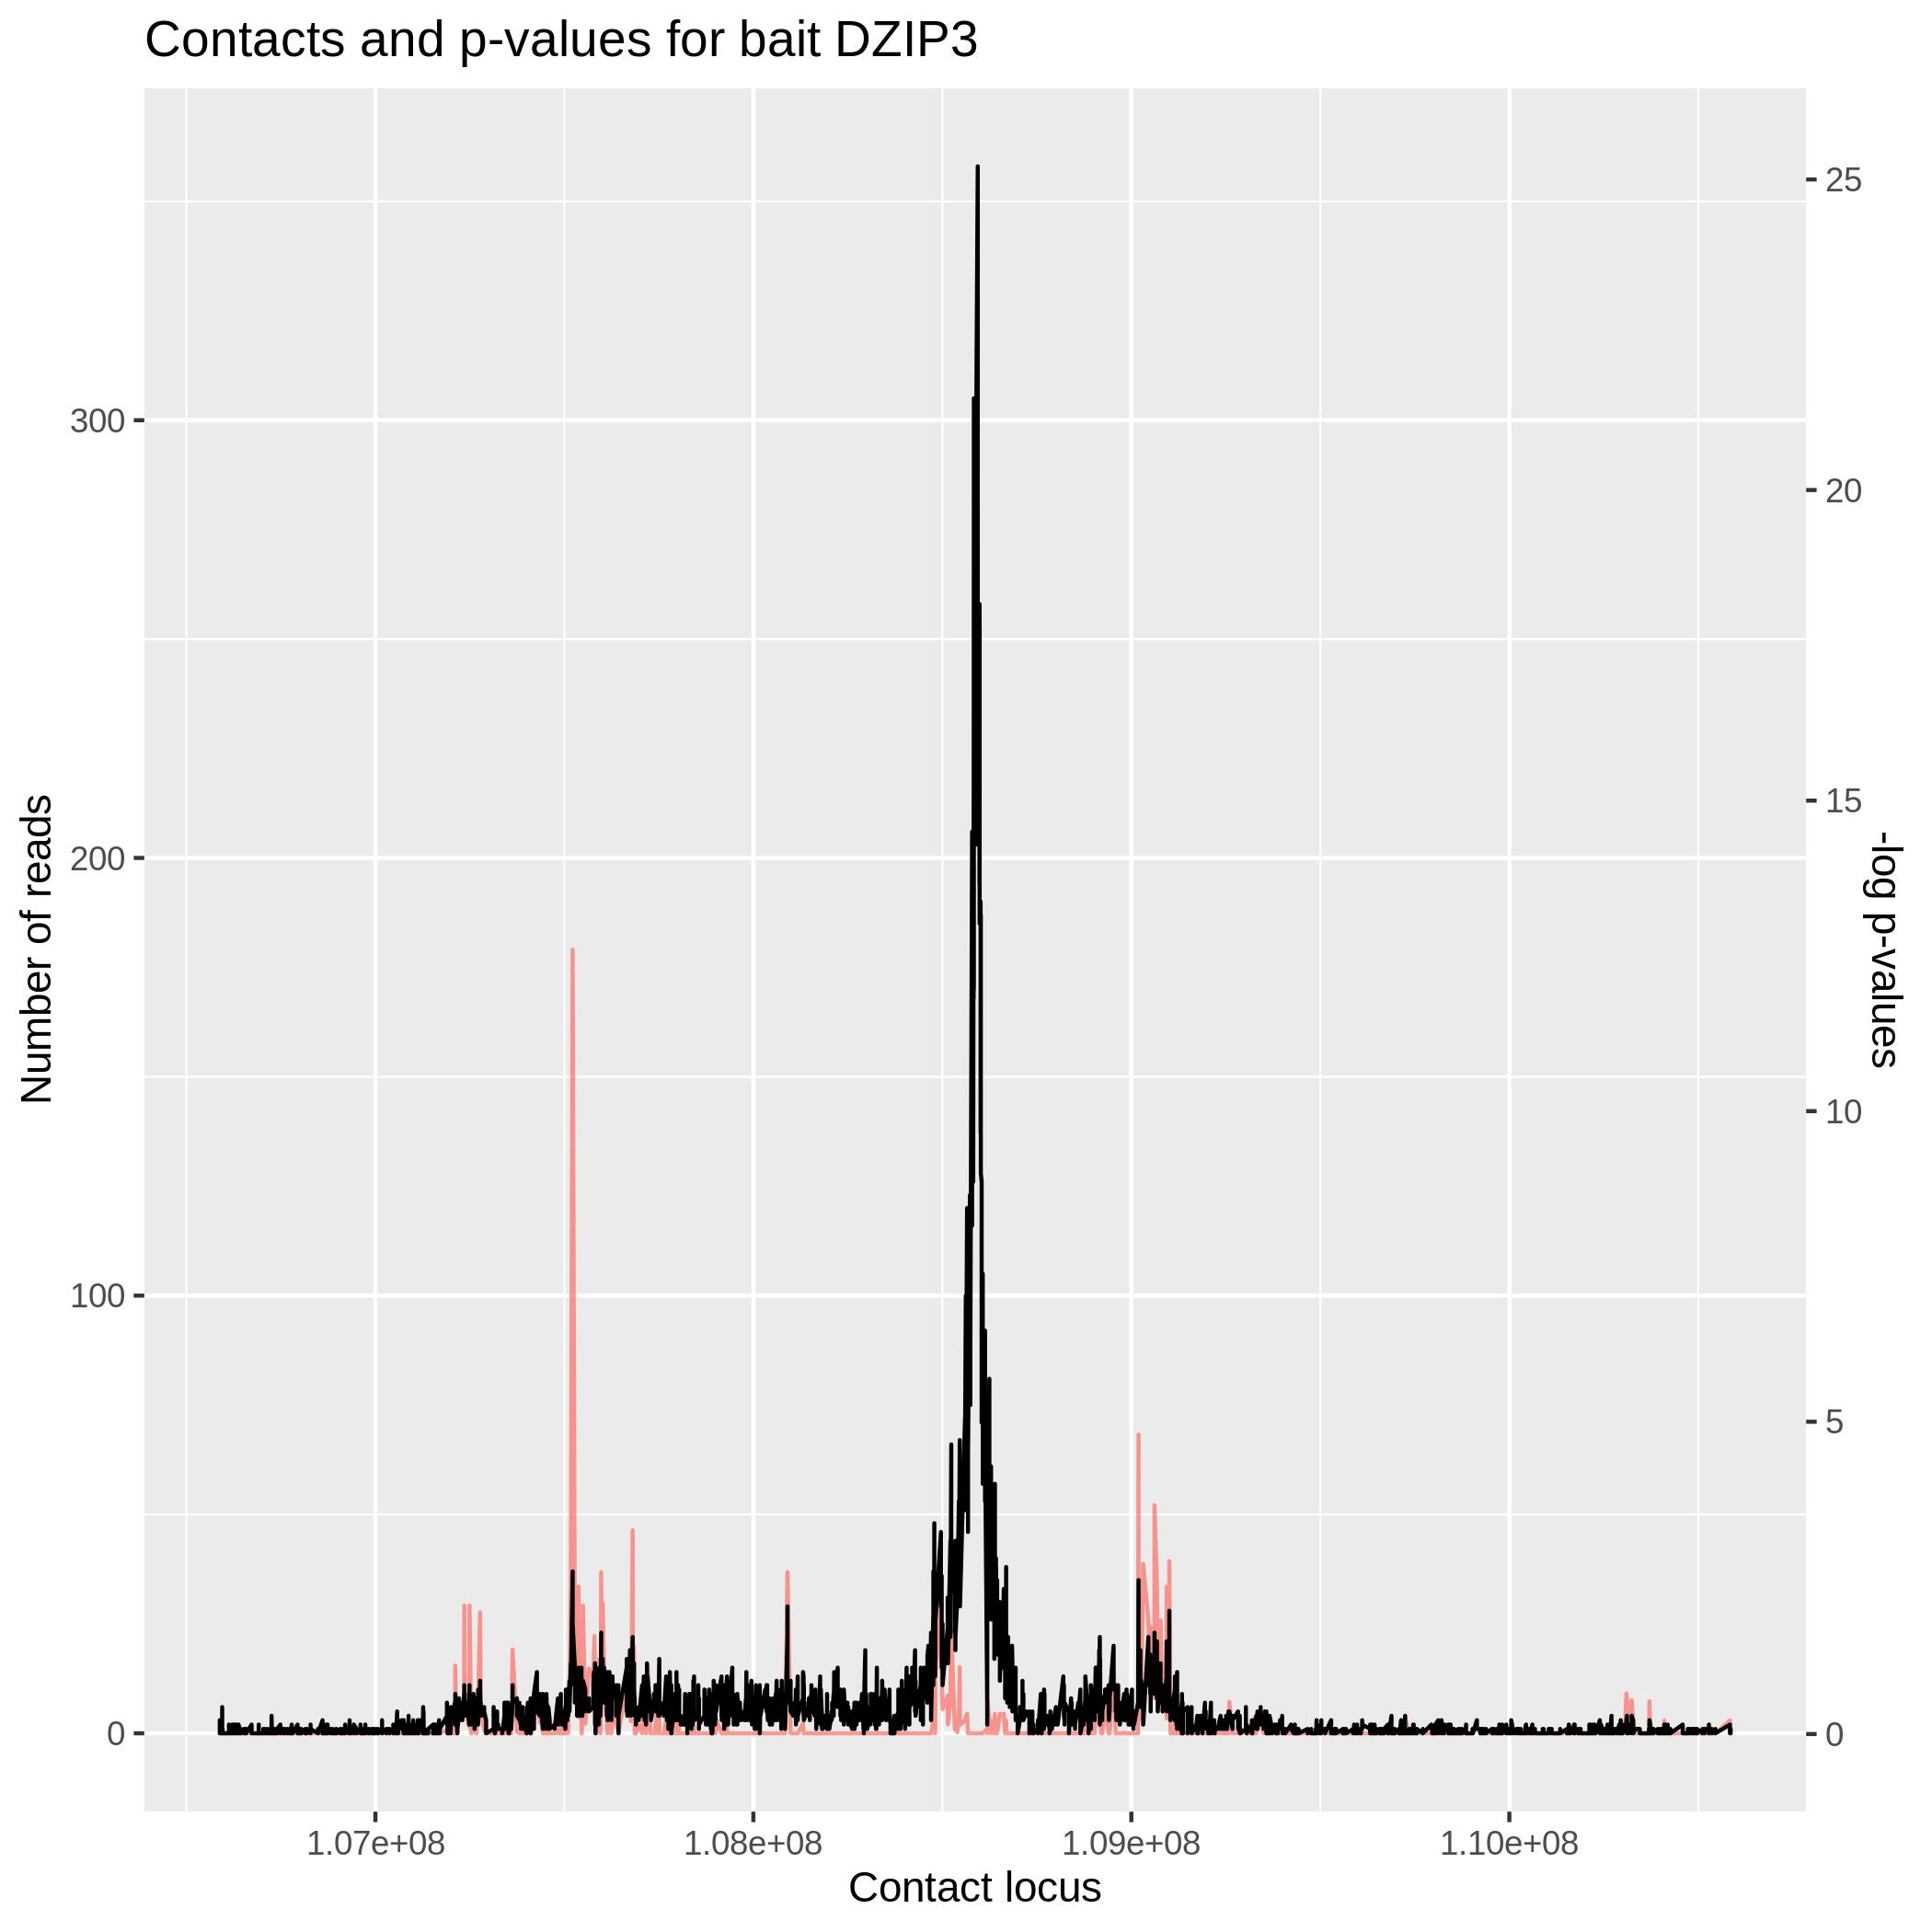 Contacts and p-values for bait DZIP3
Number of reads
300
200
100
0
25
20
15
10
5
0
-log p-values
1.07e+08
1.08e+08
1.09e+08
1.10e+08
Contact locus